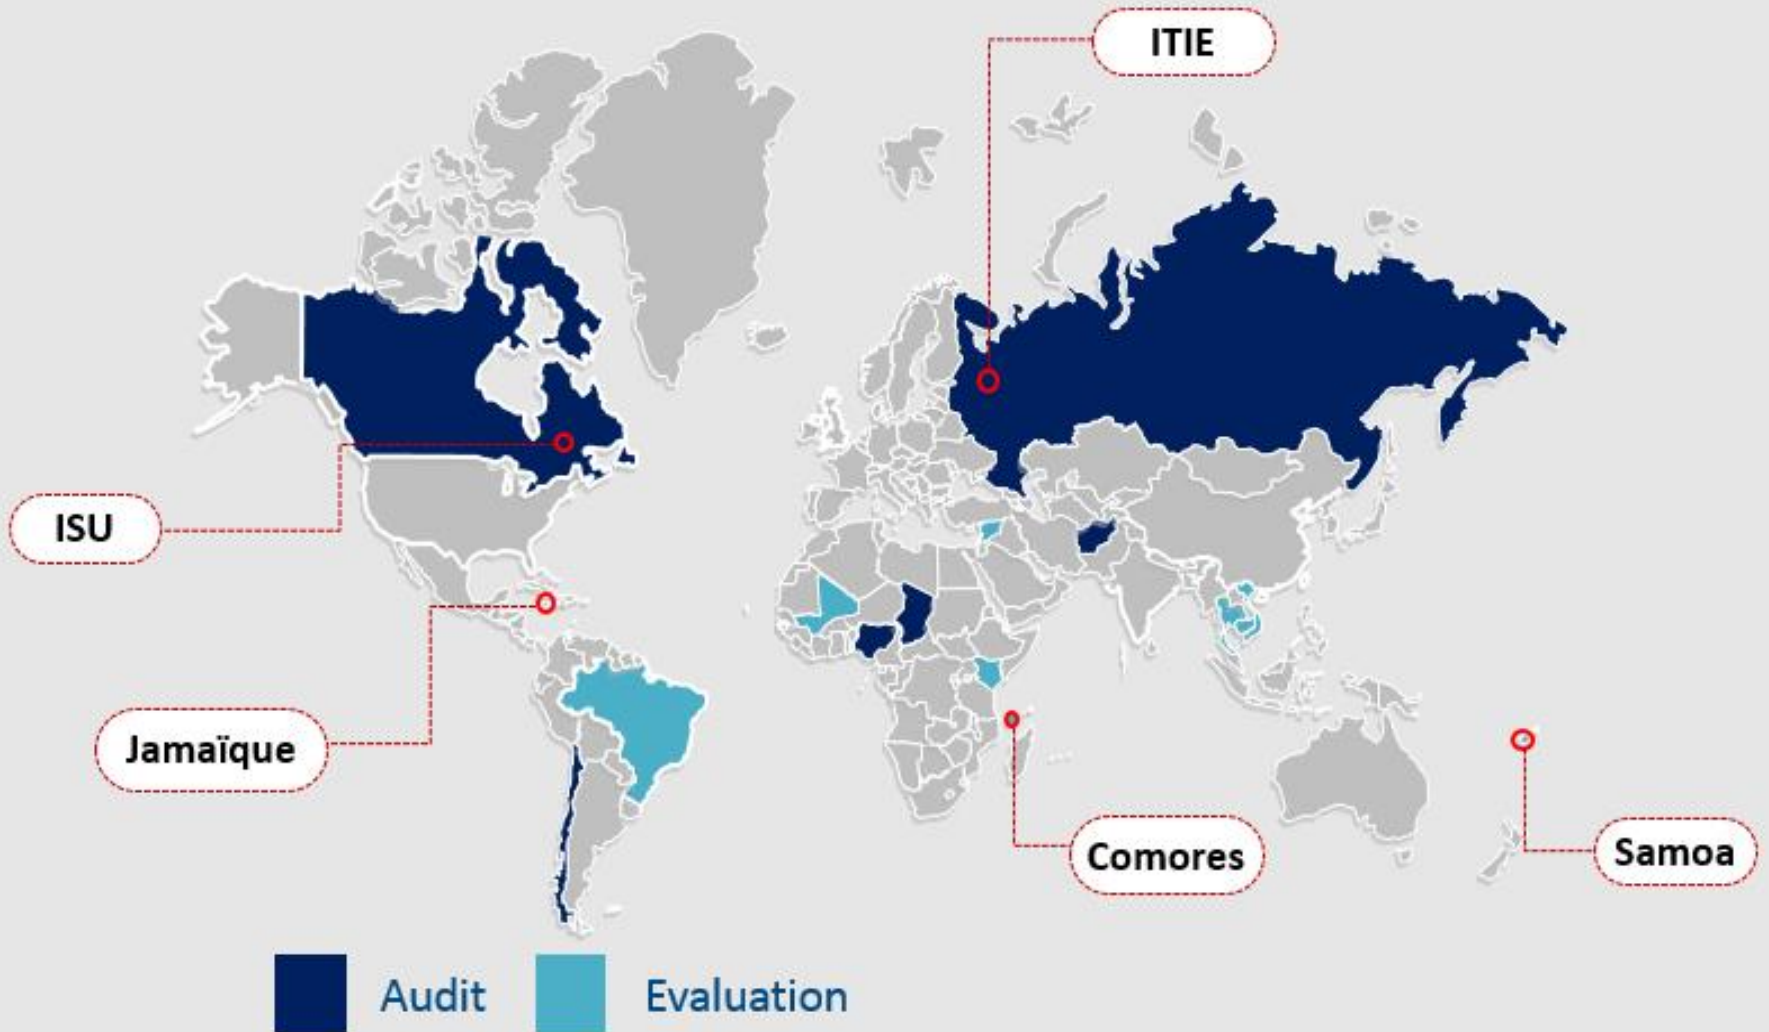 ITIE
ISU
Jamaïque
Comores
Samoa
Audit
Evaluation